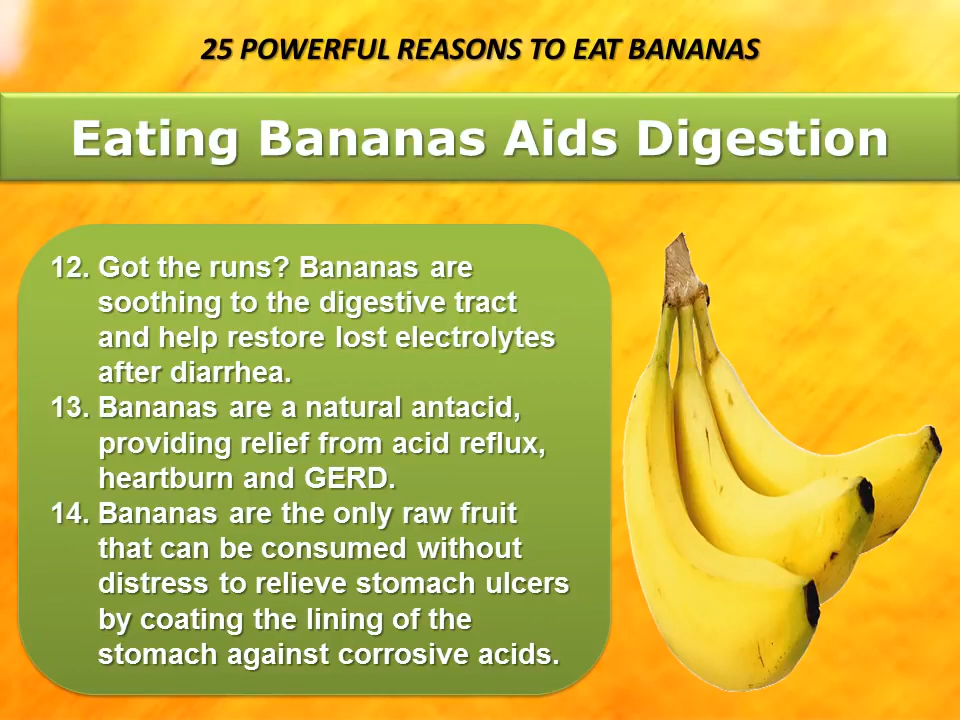 25 POWERFUL REASONS TO EAT BANANAS
Eating Bananas Aids Digestion
12. Got the runs? Bananas are
soothing to the digestive tract
and help restore lost electrolytes
after diarrhea.
13. Bananas are a natural antacid,
providing relief from acid reflux,
heartburn and GERD.
14. Bananas are the only raw fruit
that can be consumed without
distress to relieve stomach ulcers
by coating the lining of the
stomach against corrosive acids.